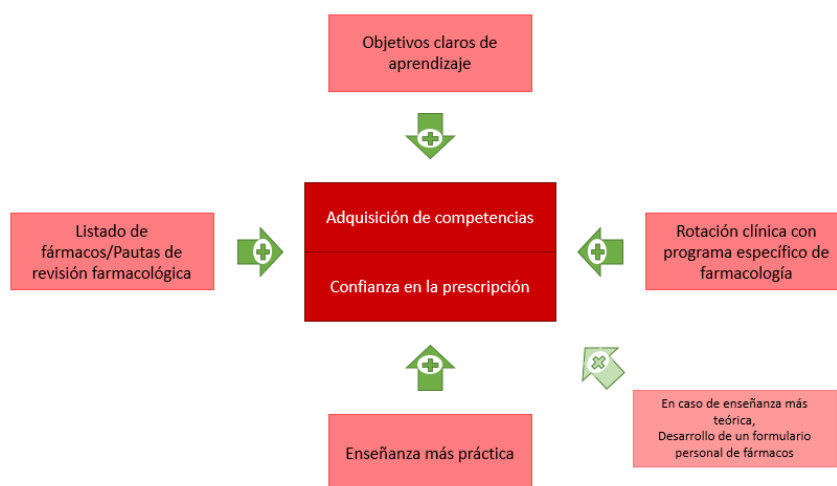 Objetivos claros de
aprendizaje
Adquisición de competencias
Confianza en la prescripción
Listado de
fármacos/Pautas de
revisión farmacológica
Rotación clínica con
programa específico de
farmacología
Enseñanza más práctica
En caso de enseñanza más
teórica,
Desarrollo de un formulario
personal de fármacos